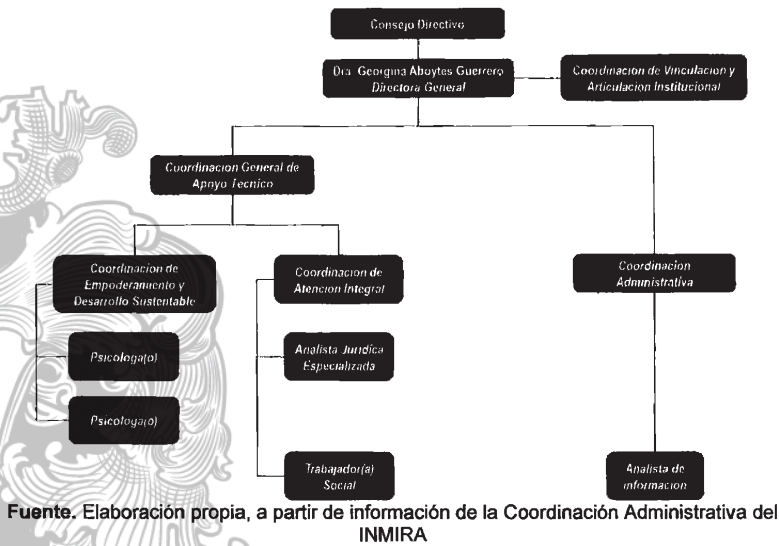 Consejo Directivo
Dra Georgina Aboytes Guerrero
Directora General
Coordinacion de Vinculacion y
Articulacion Institucional
Coordinacion General de
Apoyo Tecnico
Coordinacion de
Empoderamiento y
Desarrollo Sustentable
Coordinacion de
Atencion Integral
Coordinacion
Administrativa
Psicologa(o)
Analista Juridica
Especializada
Psicologa(o)
Trabajador(a)
Social
Analista de
informacion
Fuente. Elaboración propia, a partir de información de la Coordinación Administrativa del
INMIRA